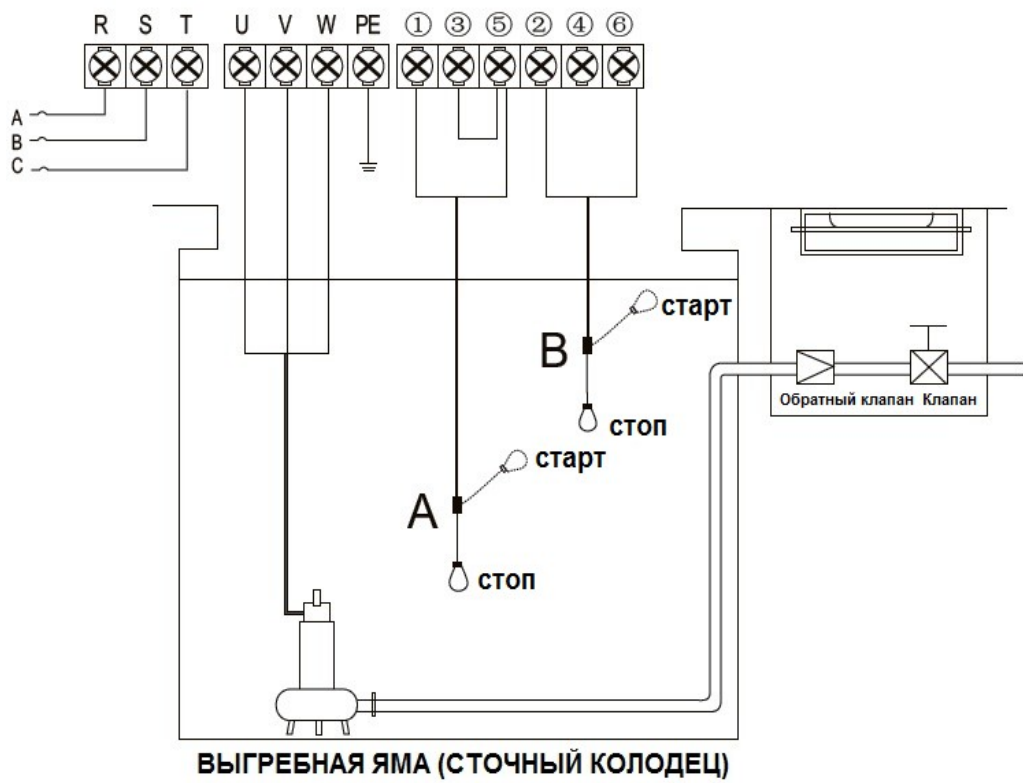 R S T U V W PE ① ③ ⑤ ② ④ ⑥
A
B
C
старт
B
стоп
Обратный клапан Клапан
старт
A
стоп
ВЫГРЕБНАЯ ЯМА (СТОЧНЫЙ КОЛОДЕЦ)